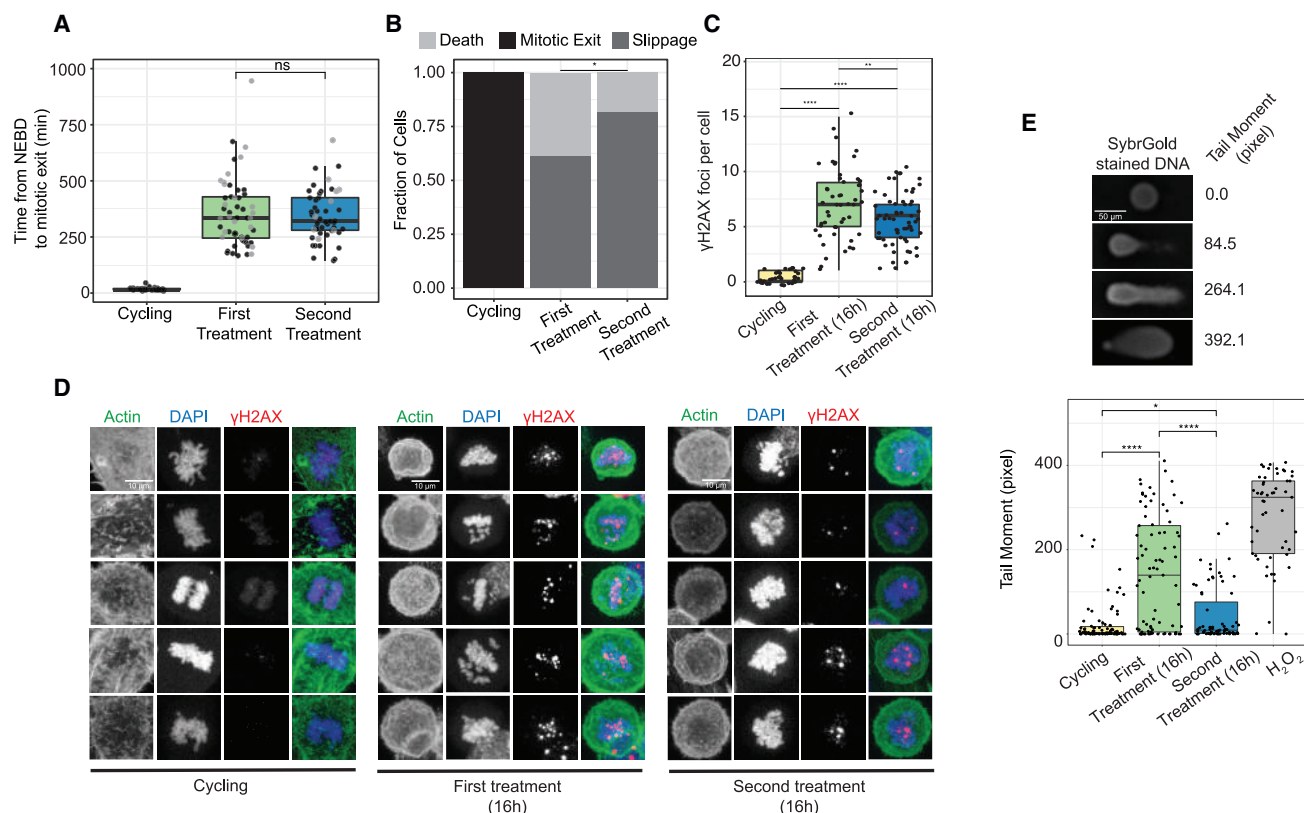 A
Time from NEBD
to mitotic exit (min)
1000
750
500
250
0
ns
Cycling
First
Treatment
Second
Treatment
B
Death
Mitotic Exit
Slippage
Fraction of Cells
1.00
0.75
0.50
0.25
0.00
*
Cycling
First
Treatment
Second
Treatment
C
γH2AX foci per cell
20
15
10
5
0
**
****
****
Cycling
First
Treatment (16h)
Second
Treatment (16h)
D
Actin DAPI γH2AX
10 μm
Cycling
Actin DAPI γH2AX
10 μm
First treatment
(16h)
Actin DAPI γH2AX
10 μm
Second treatment
(16h)
E
SybrGold
stained DNA
Tail Moment
(pixel)
50 μm
0.0
84.5
264.1
392.1
Tail Moment (pixel)
400
200
0
*
****
****
Cycling
First
Treatment (16h)
Second
Treatment (16h)
H₂O₂